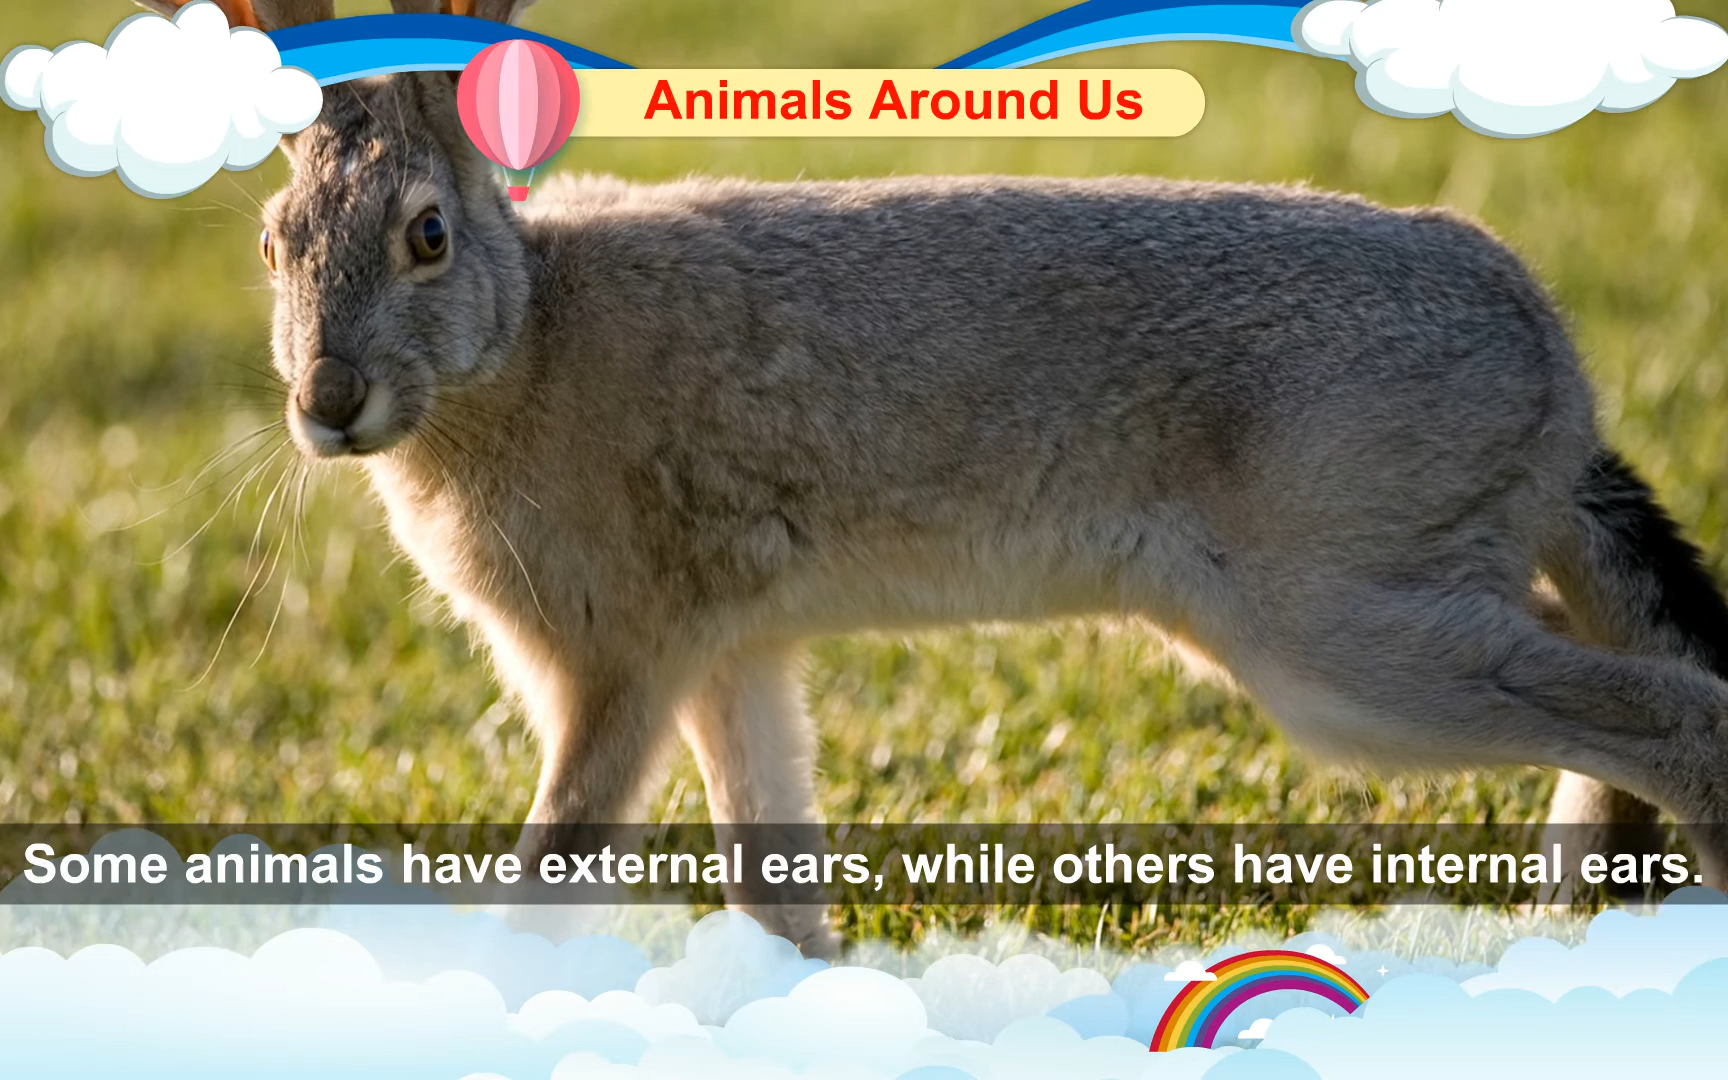 Animals Around Us
Some animals have external ears, while others have internal ears.